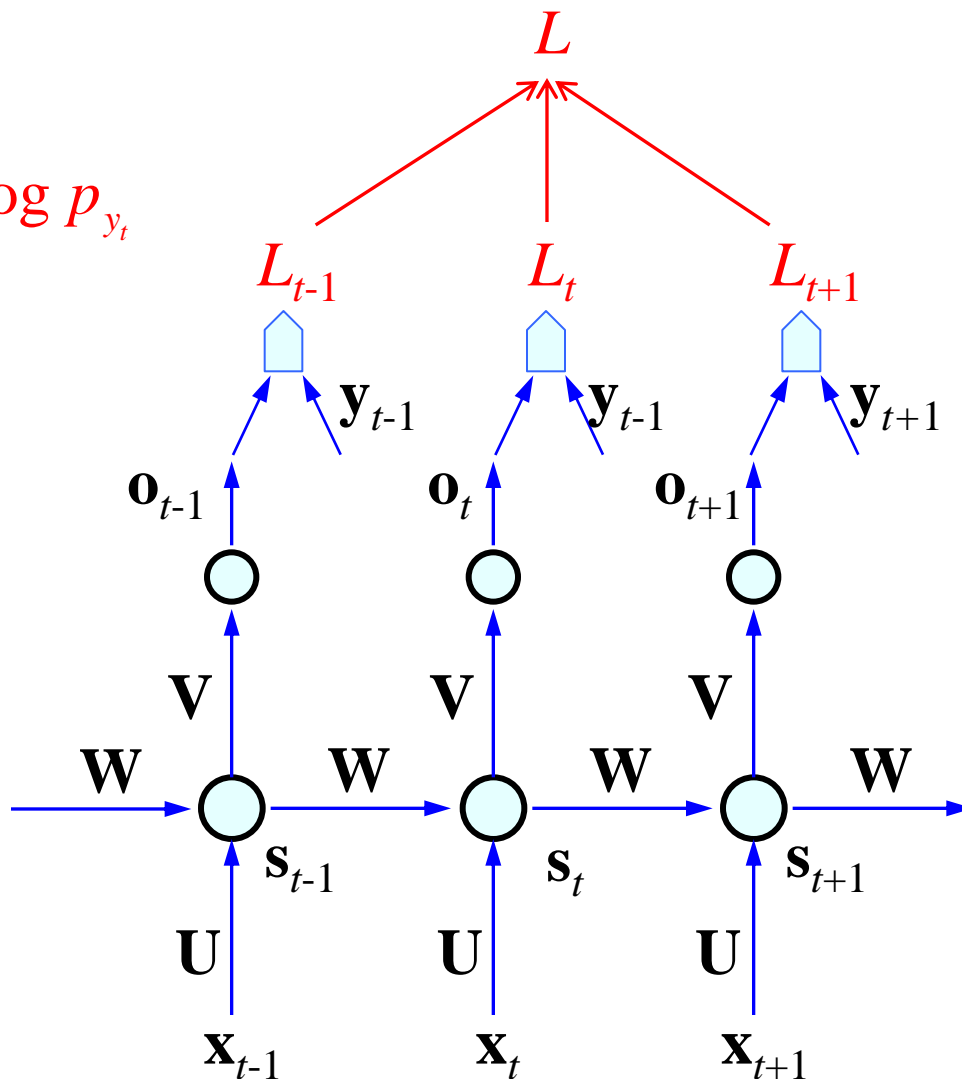 L
og p_{y_t}
L_{t-1} L_t L_{t+1}
y_{t-1} y_{t-1} y_{t+1}
o_{t-1} o_t o_{t+1}
V V V
W W W W
s_{t-1} s_t s_{t+1}
U U U
x_{t-1} x_t x_{t+1}